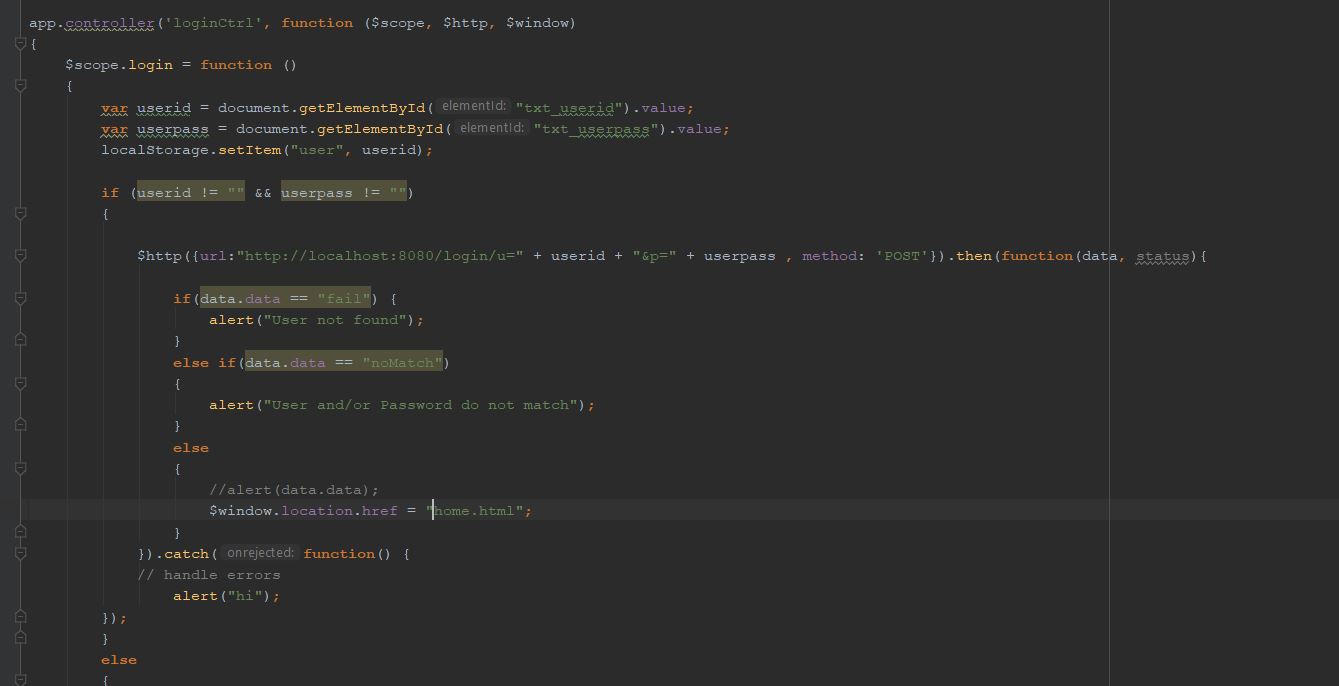 app.controller('loginCtrl', function ($scope, $http, $window)
{
    $scope.login = function ()
    {
        var userid = document.getElementById( elementId: "txt_userid").value;
        var userpass = document.getElementById( elementId: "txt_userpass").value;
        localStorage.setItem("user", userid);
        if (userid != "" && userpass != "")
        {
            $http({url:"http://localhost:8080/login/u=" + userid + "&p=" + userpass , method: 'POST'}).then(function(data, status){
                if(data.data == "fail") {
                    alert("User not found");
                }
                else if(data.data == "noMatch")
                {
                    alert("User and/or Password do not match");
                }
                else
                {
                    //alert(data.data);
                    $window.location.href = "home.html";
                }
            }).catch( onrejected: function() {
            // handle errors
                alert("hi");
        });
        }
        else
        {